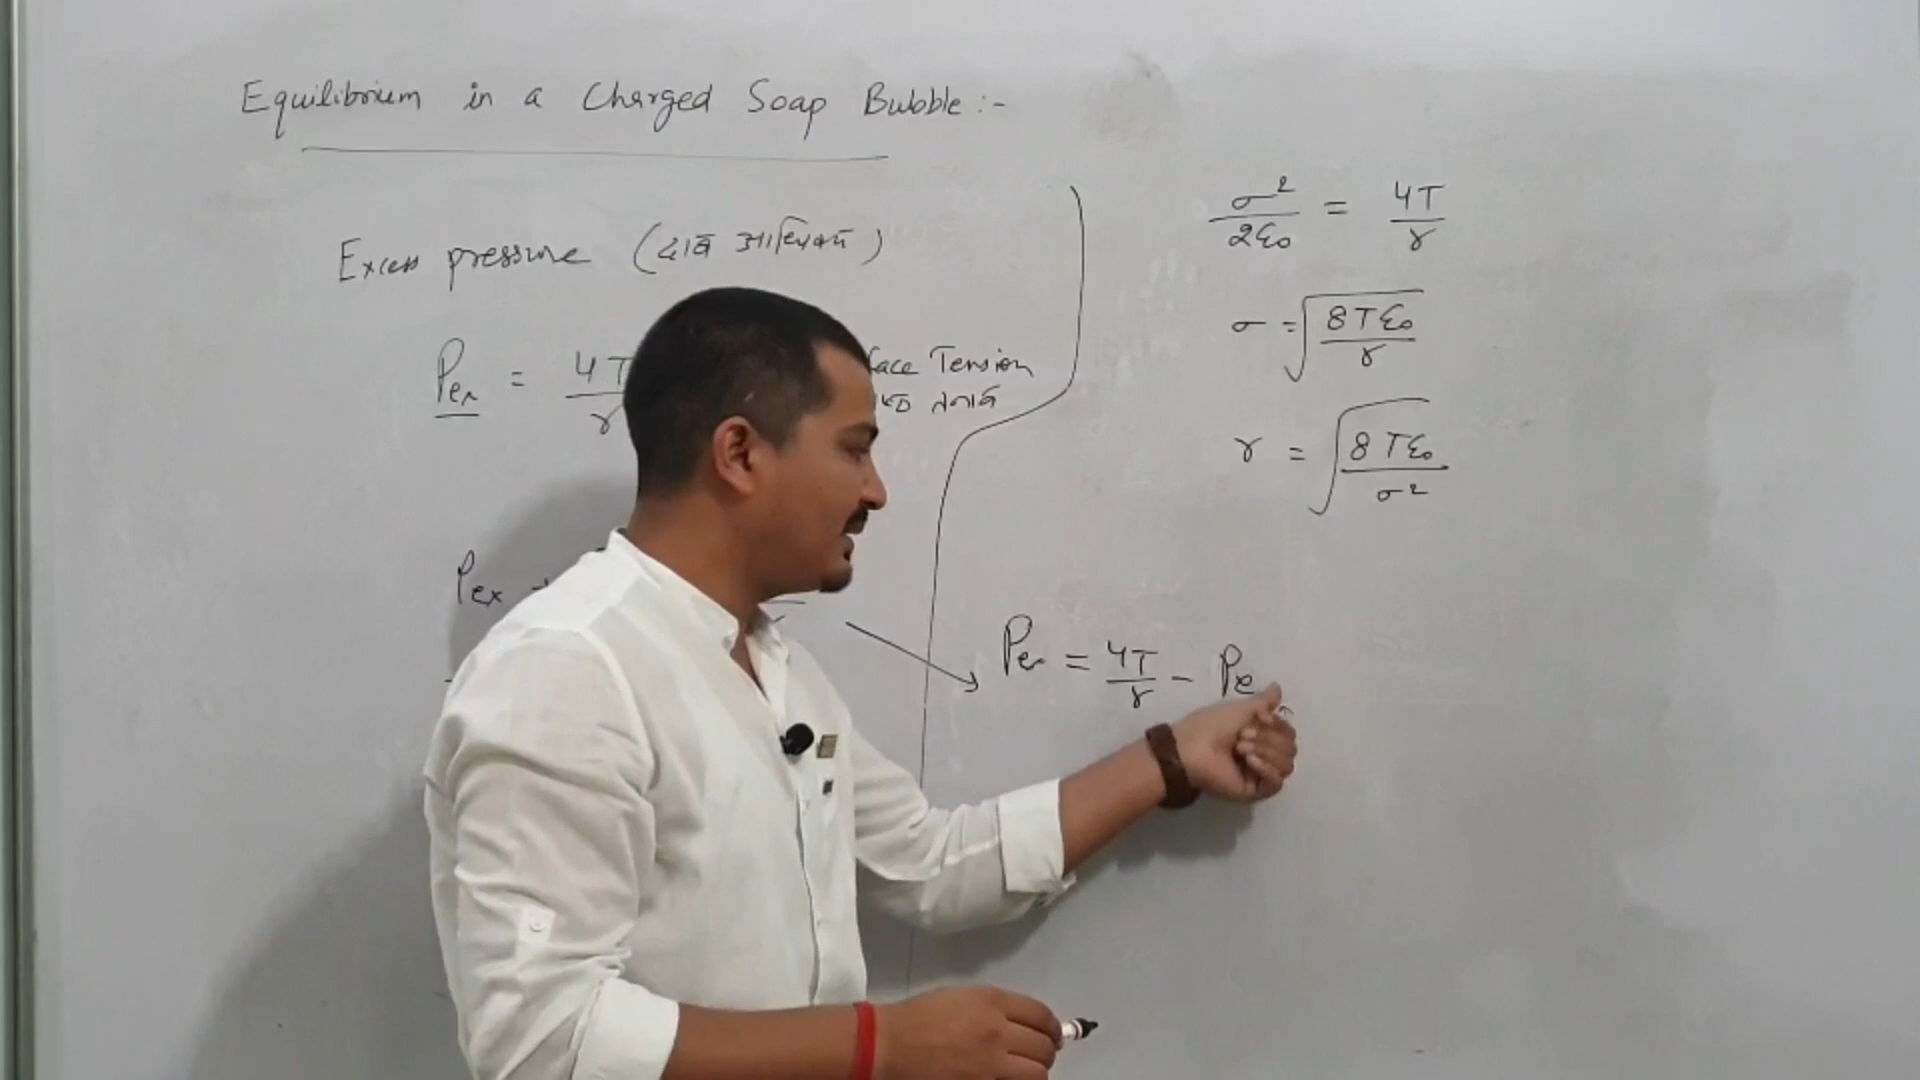 Equilibrium in a Charged Soap Bubble :-
Excess pressure (दाब आधिक्य)
Pex = 4T/r
face Tension
तनाव
Pex
σ²/2ε₀ = 4T/r
σ = √(8Tε₀/r)
r = √(8Tε₀/σ²)
Pex = 4T/r - Pe